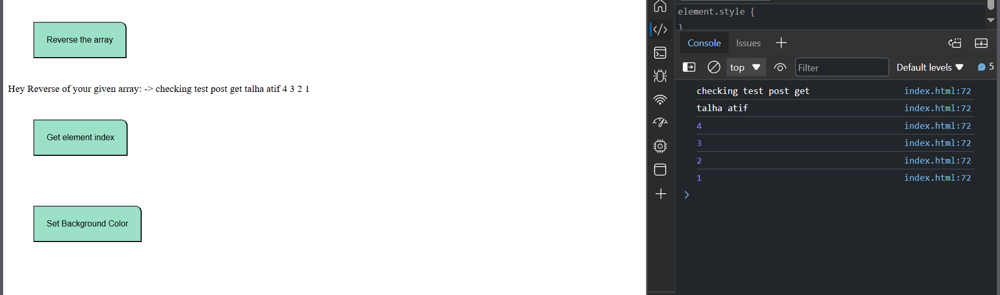 Reverse the array
Hey Reverse of your given array: -> checking test post get talha atif 4 3 2 1
Get element index
Set Background Color
element.style {
}
Console Issues
top Filter Default levels 5
checking test post get index.html:72
talha atif index.html:72
4 index.html:72
3 index.html:72
2 index.html:72
1 index.html:72